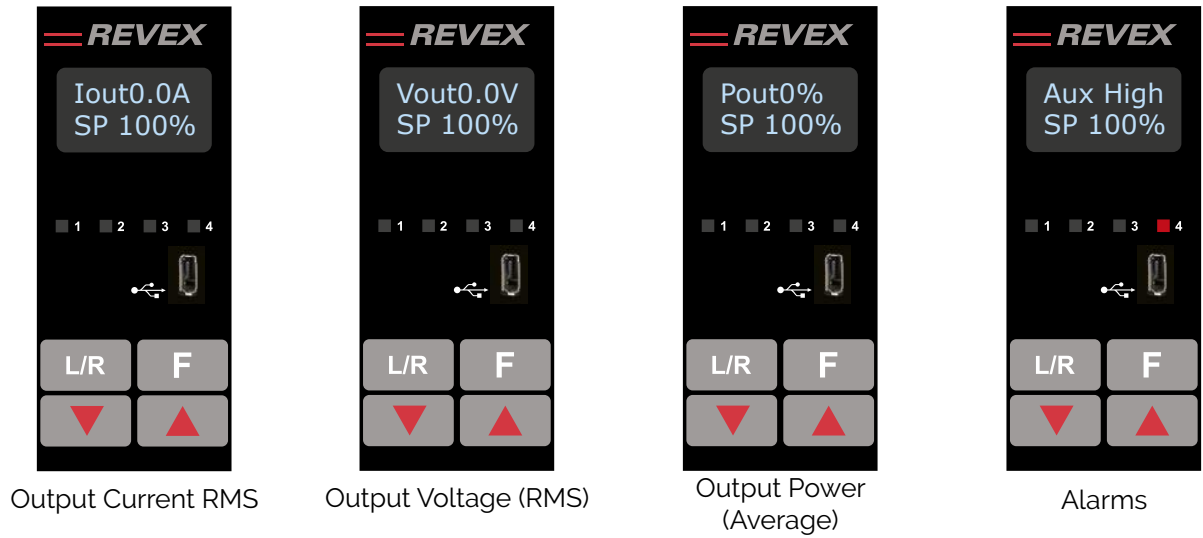 REVEX
Iout0.0A
SP 100%
1 2 3 4
L/R F
Output Current RMS
REVEX
Vout0.0V
SP 100%
1 2 3 4
L/R F
Output Voltage (RMS)
REVEX
Pout0%
SP 100%
1 2 3 4
L/R F
Output Power
(Average)
REVEX
Aux High
SP 100%
1 2 3 4
L/R F
Alarms